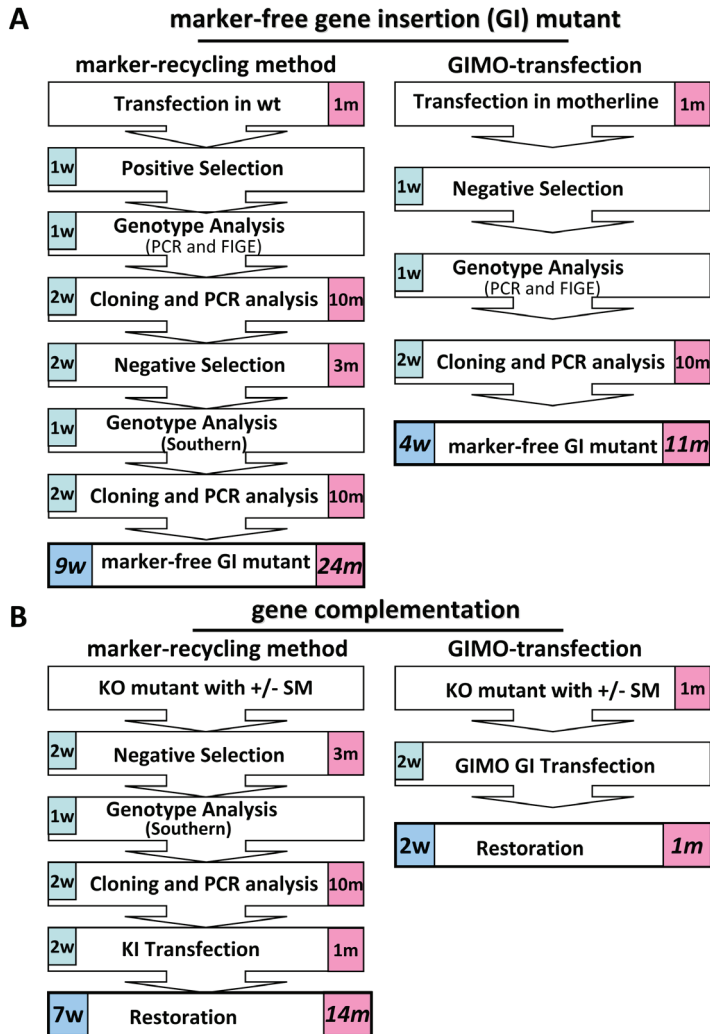 A
marker-free gene insertion (GI) mutant
marker-recycling method
Transfection in wt 1m
1w Positive Selection
1w Genotype Analysis
(PCR and FIGE)
2w Cloning and PCR analysis 10m
2w Negative Selection 3m
1w Genotype Analysis
(Southern)
2w Cloning and PCR analysis 10m
9w marker-free GI mutant 24m
GIMO-transfection
Transfection in motherline 1m
1w Negative Selection
1w Genotype Analysis
(PCR and FIGE)
2w Cloning and PCR analysis 10m
4w marker-free GI mutant 11m
B
gene complementation
marker-recycling method
KO mutant with +/- SM
2w Negative Selection 3m
1w Genotype Analysis
(Southern)
2w Cloning and PCR analysis 10m
2w KI Transfection 1m
7w Restoration 14m
GIMO-transfection
KO mutant with +/- SM 1m
2w GIMO GI Transfection
2w Restoration 1m